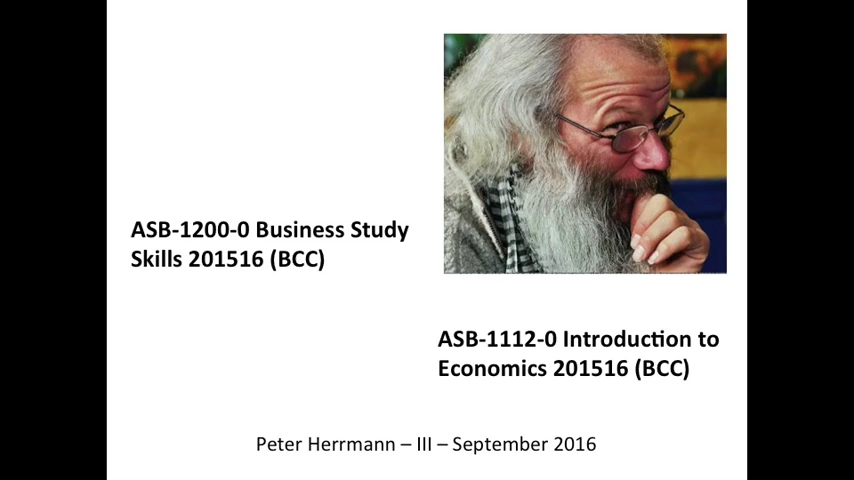 ASB-1200-0 Business Study
Skills 201516 (BCC)
ASB-1112-0 Introduction to
Economics 201516 (BCC)
Peter Herrmann – III – September 2016